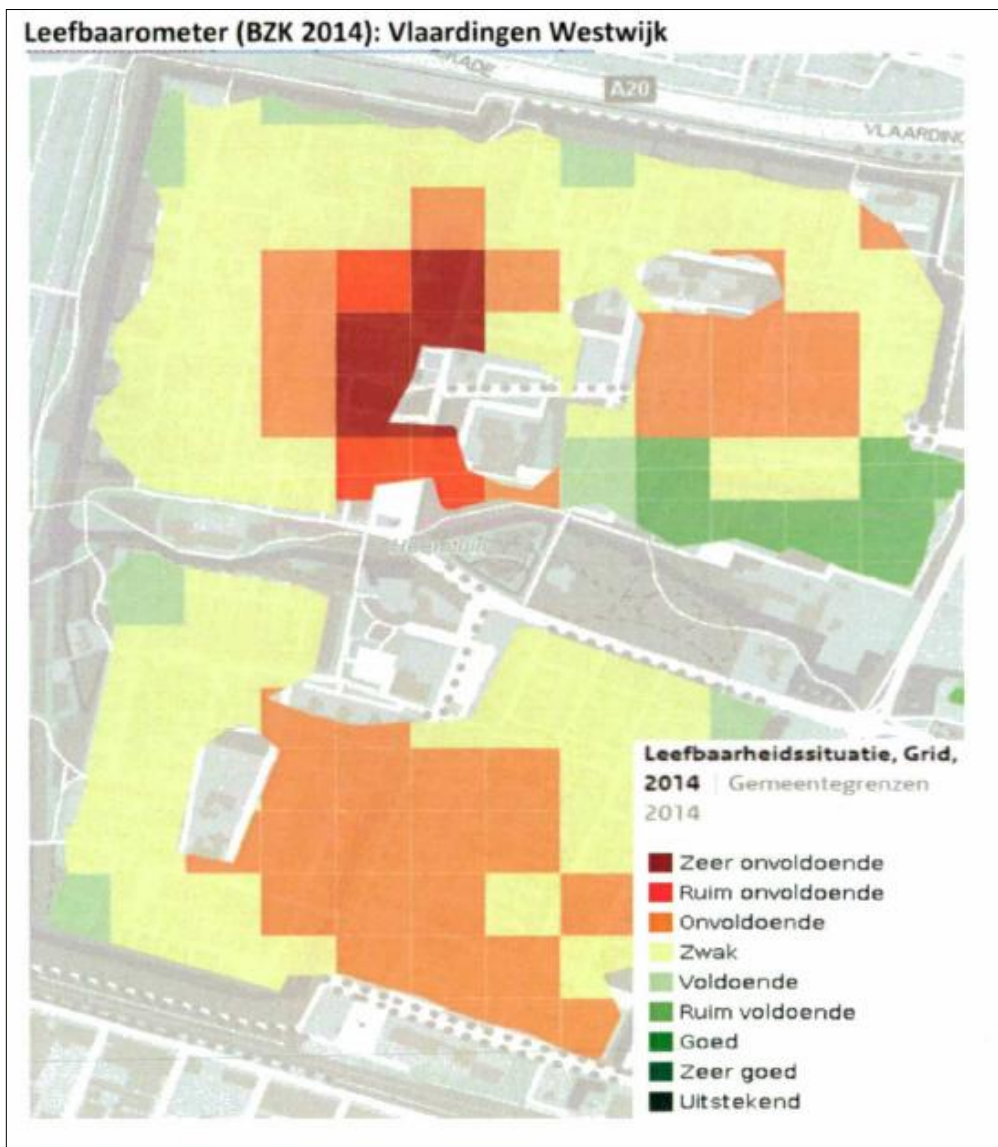 Leefbaarometer (BZK 2014): Vlaardingen Westwijk
A20
Leefbaarheidssituatie, Grid,
2014 | Gemeentegrenzen
2014
Zeer onvoldoende
Ruim onvoldoende
Onvoldoende
Zwak
Voldoende
Ruim voldoende
Goed
Zeer goed
Uitstekend